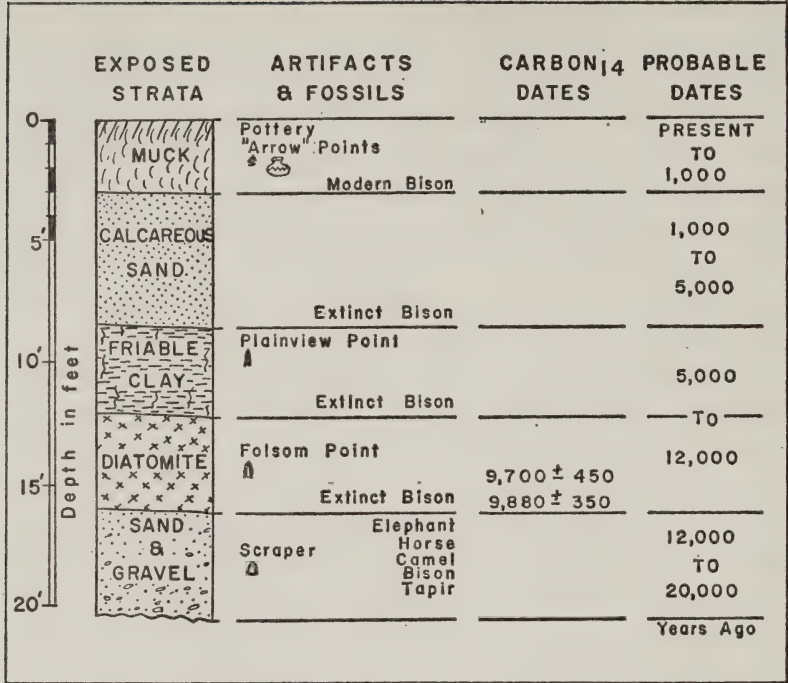 EXPOSED STRATA
ARTIFACTS & FOSSILS
CARBON14 DATES
PROBABLE DATES
Depth in feet
0
5'
10'
15'
20'
MUCK
Pottery
"Arrow" Points
Modern Bison
PRESENT
TO
1,000
CALCAREOUS
SAND
Extinct Bison
1,000
TO
5,000
FRIABLE
CLAY
Plainview Point
Extinct Bison
5,000
TO
12,000
DIATOMITE
Folsom Point
Extinct Bison
9,700 ± 450
9,880 ± 350
SAND
&
GRAVEL
Scraper
Elephant
Horse
Camel
Bison
Tapir
12,000
TO
20,000
Years Ago